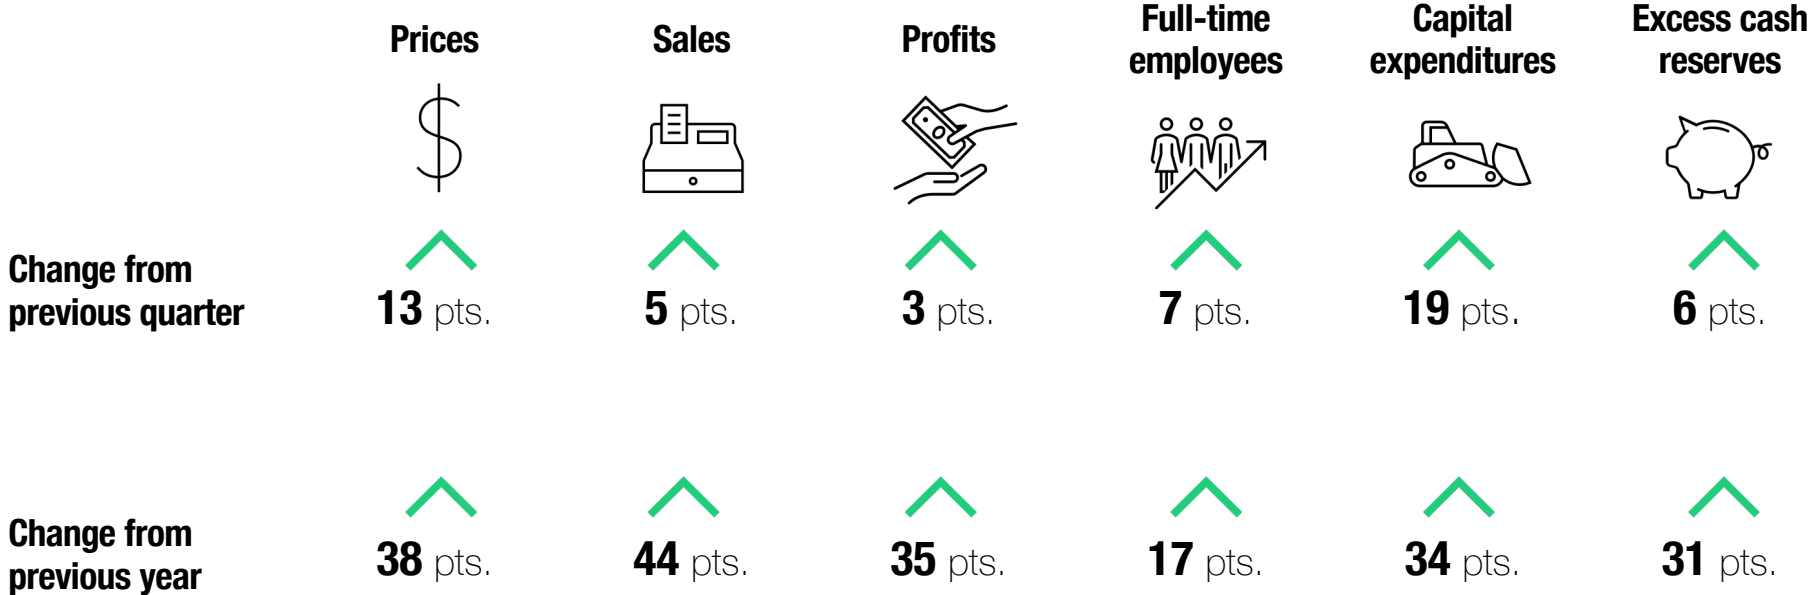 Prices
Sales
Profits
Full-time
employees
Capital
expenditures
Excess cash
reserves
Change from
previous quarter
13 pts.
5 pts.
3 pts.
7 pts.
19 pts.
6 pts.
Change from
previous year
38 pts.
44 pts.
35 pts.
17 pts.
34 pts.
31 pts.